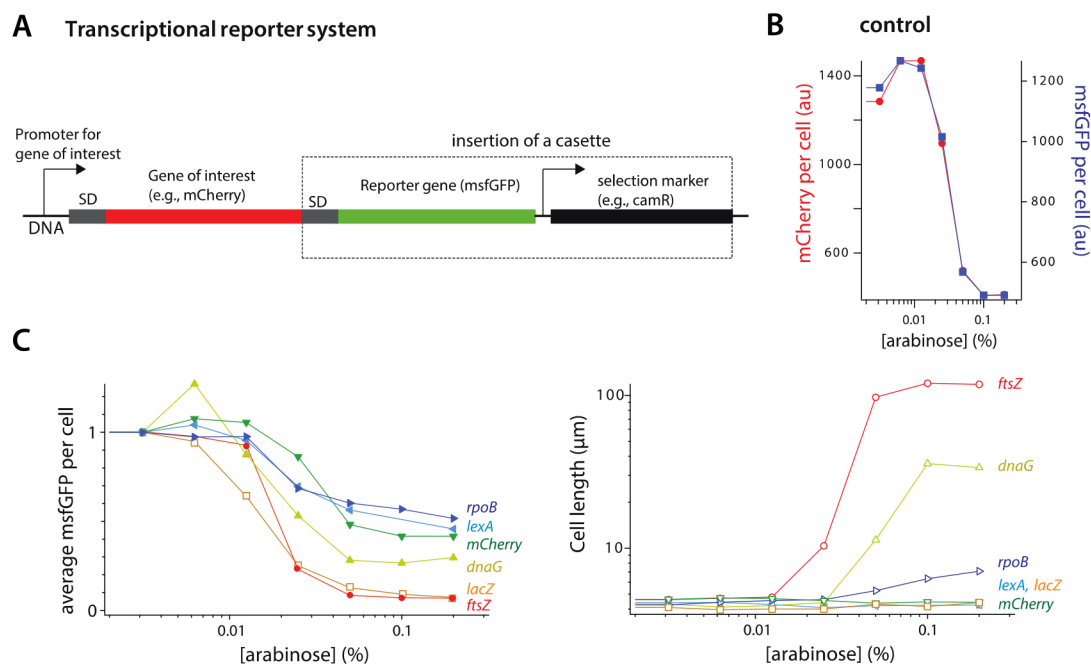 A Transcriptional reporter system
Promoter for
gene of interest
SD
DNA
Gene of interest
(e.g., mCherry)
insertion of a casette
SD
Reporter gene (msfGFP)
selection marker
(e.g., camR)
B control
mCherry per cell (au)
1400
1000
600
1200
1000
800
600
msfGFP per cell
(au)
0.01
0.1
[arabinose] (%)
C
average msfGFP per cell
1
0
0.01
0.1
[arabinose] (%)
rpoB
lexA
mCherry
dnaG
lacZ
ftsZ
Cell length (μm)
100
10
0.01
0.1
[arabinose] (%)
ftsZ
dnaG
rpoB
lexA, lacZ
mCherry